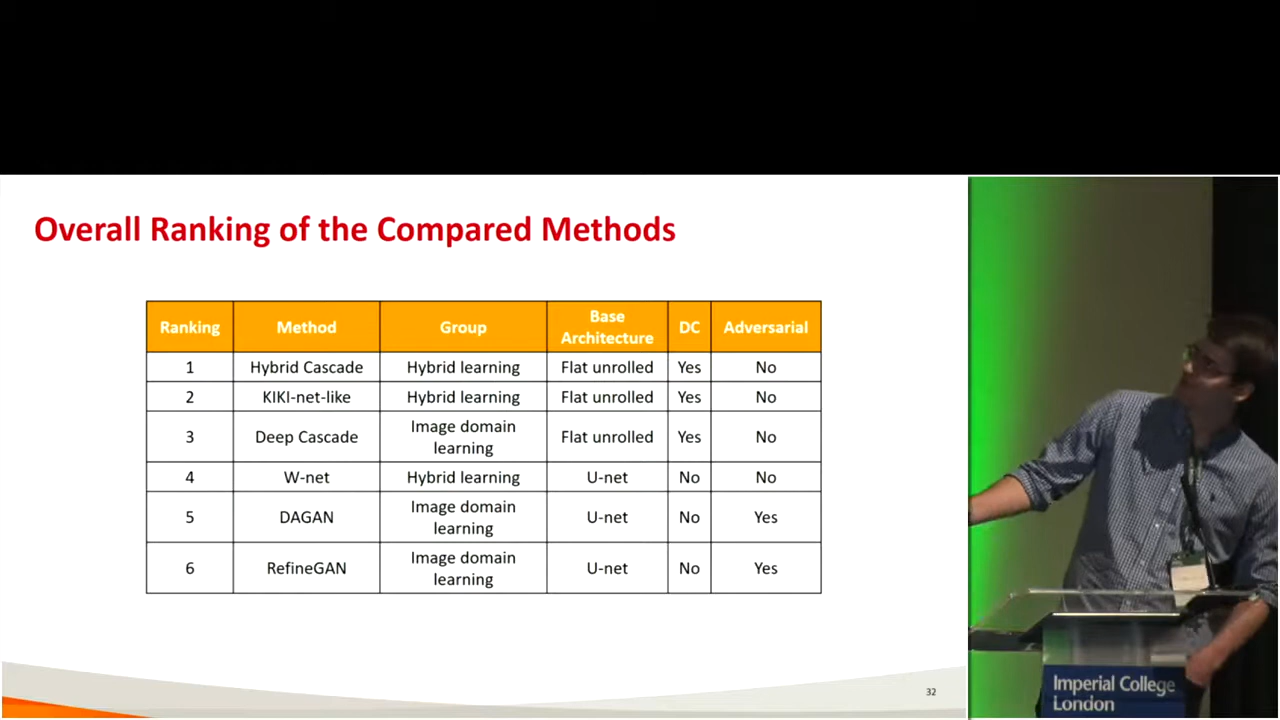 Overall Ranking of the Compared Methods
Ranking Method Group Base Architecture DC Adversarial
1 Hybrid Cascade Hybrid learning Flat unrolled Yes No
2 KIKI-net-like Hybrid learning Flat unrolled Yes No
3 Deep Cascade Image domain learning Flat unrolled Yes No
4 W-net Hybrid learning U-net No No
5 DAGAN Image domain learning U-net No Yes
6 RefineGAN Image domain learning U-net No Yes
32
Imperial College
London